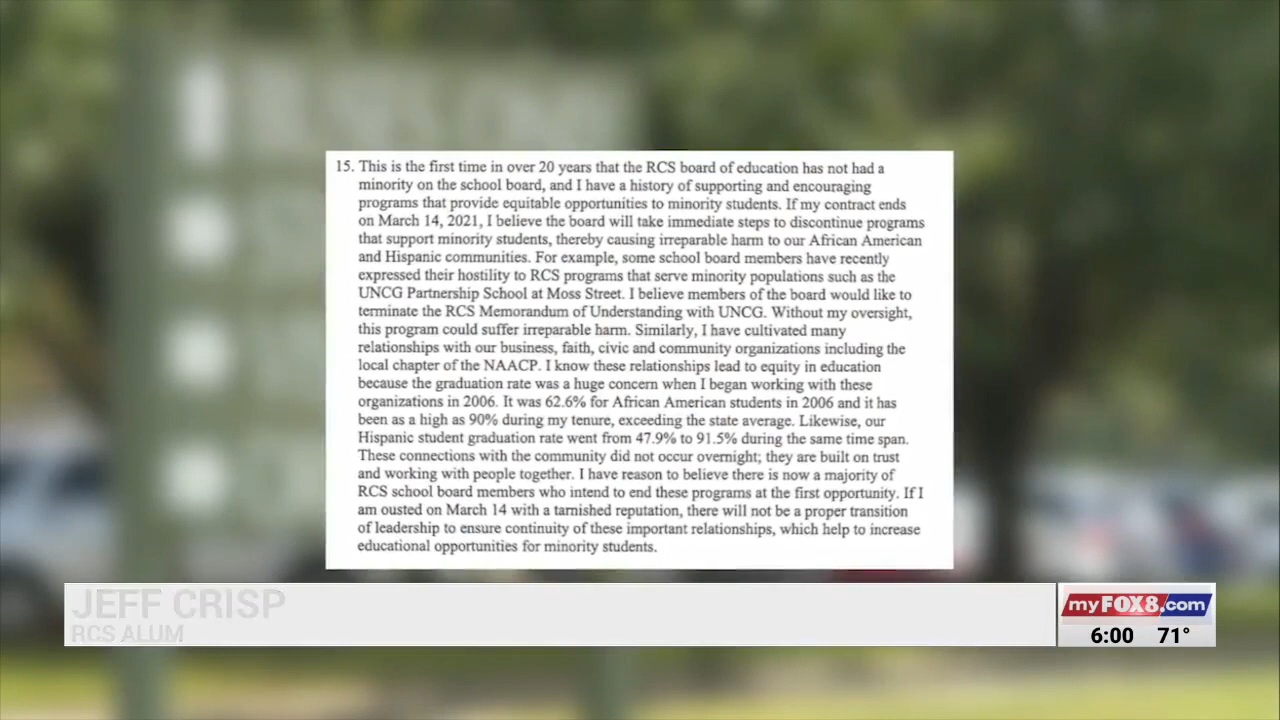 15. This is the first time in over 20 years that the RCS board of education has not had a
minority on the school board, and I have a history of supporting and encouraging
programs that provide equitable opportunities to minority students. If my contract ends
on March 14, 2021, I believe the board will take immediate steps to discontinue programs
that support minority students, thereby causing irreparable harm to our African American
and Hispanic communities. For example, some school board members have recently
expressed their hostility to RCS programs that serve minority populations such as the
UNCG Partnership School at Moss Street. I believe members of the board would like to
terminate the RCS Memorandum of Understanding with UNCG. Without my oversight,
this program could suffer irreparable harm. Similarly, I have cultivated many
relationships with our business, faith, civic and community organizations including the
local chapter of the NAACP. I know these relationships lead to equity in education
because the graduation rate was a huge concern when I began working with these
organizations in 2006. It was 62.6% for African American students in 2006 and it has
been as a high as 90% during my tenure, exceeding the state average. Likewise, our
Hispanic student graduation rate went from 47.9% to 91.5% during the same time span.
These connections with the community did not occur overnight; they are built on trust
and working with people together. I have reason to believe there is now a majority of
RCS school board members who intend to end these programs at the first opportunity. If I
am ousted on March 14 with a tarnished reputation, there will not be a proper transition
of leadership to ensure continuity of these important relationships, which help to increase
educational opportunities for minority students.
JEFF CRISP
RCS ALUM
myFOX8.com
6:00 71°